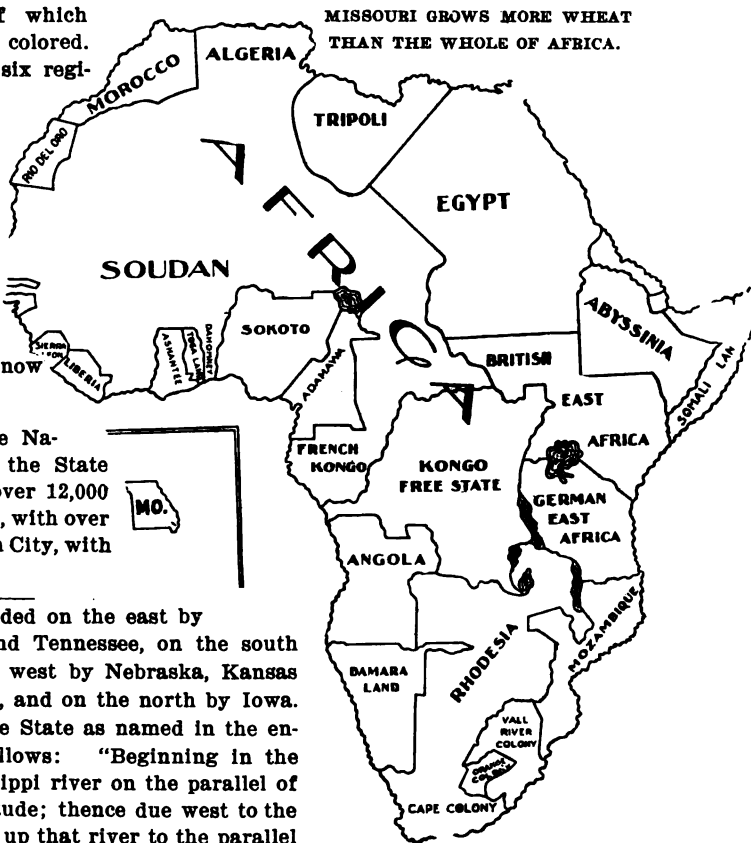 f which
colored.
six regi-
MISSOURI GROWS MORE WHEAT
THAN THE WHOLE OF AFRICA.
MOROCCO
ALGERIA
TRIPOLI
RIO DEL ORO
EGYPT
AFRICA
SOUDAN
SOKOTO
ABYSSINIA
SOMALI LAN
SIERRA
LIBERIA
ASHANTEE
DAHOMNEY
ADAMAWA
BRITISH
EAST
AFRICA
FRENCH
KONGO
KONGO
FREE STATE
GERMAN
EAST
AFRICA
ANGOLA
MOZAMBIQUE
RHODESIA
DAMARA
LAND
VALL
RIVER
COLONY
ORANGE
CAPE COLONY
now
e Na-
the State
over 12,000
, with over
n City, with
MO.
ded on the east by
nd Tennessee, on the south
west by Nebraska, Kansas
, and on the north by Iowa.
e State as named in the en-
llows: "Beginning in the
ippi river on the parallel of
ude; thence due west to the
up that river to the parallel